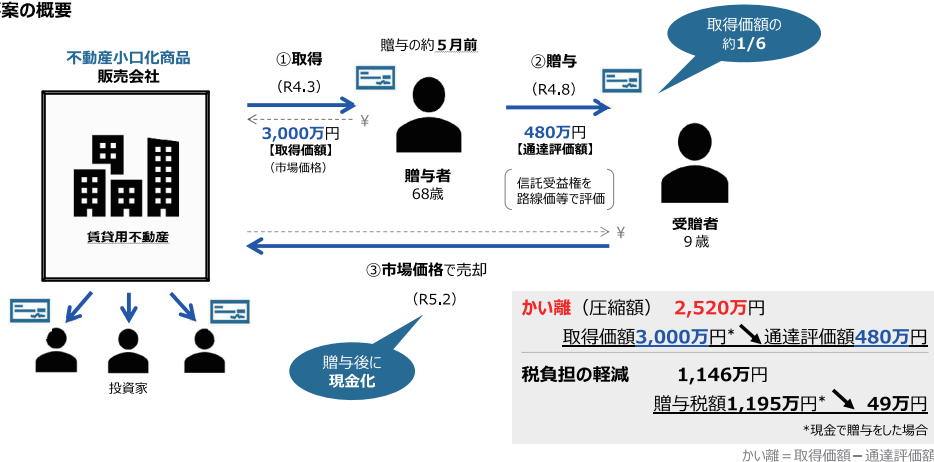 案の概要
不動産小口化商品
販売会社
賃貸用不動産
投資家
①取得
(R4.3)
3,000万円
【取得価額】
(市場価格)
¥
贈与の約5月前
贈与者
68歳
②贈与
(R4.8)
480万円
【通達評価額】
信託受益権を
路線価等で評価
取得価額の
約1/6
受贈者
9歳
¥
③市場価格で売却
(R5.2)
贈与後に
現金化
かい離(圧縮額) 2,520万円
取得価額3,000万円* 通達評価額480万円
税負担の軽減 1,146万円
贈与税額1,195万円* 49万円
*現金で贈与をした場合
かい離=取得価額-通達評価額